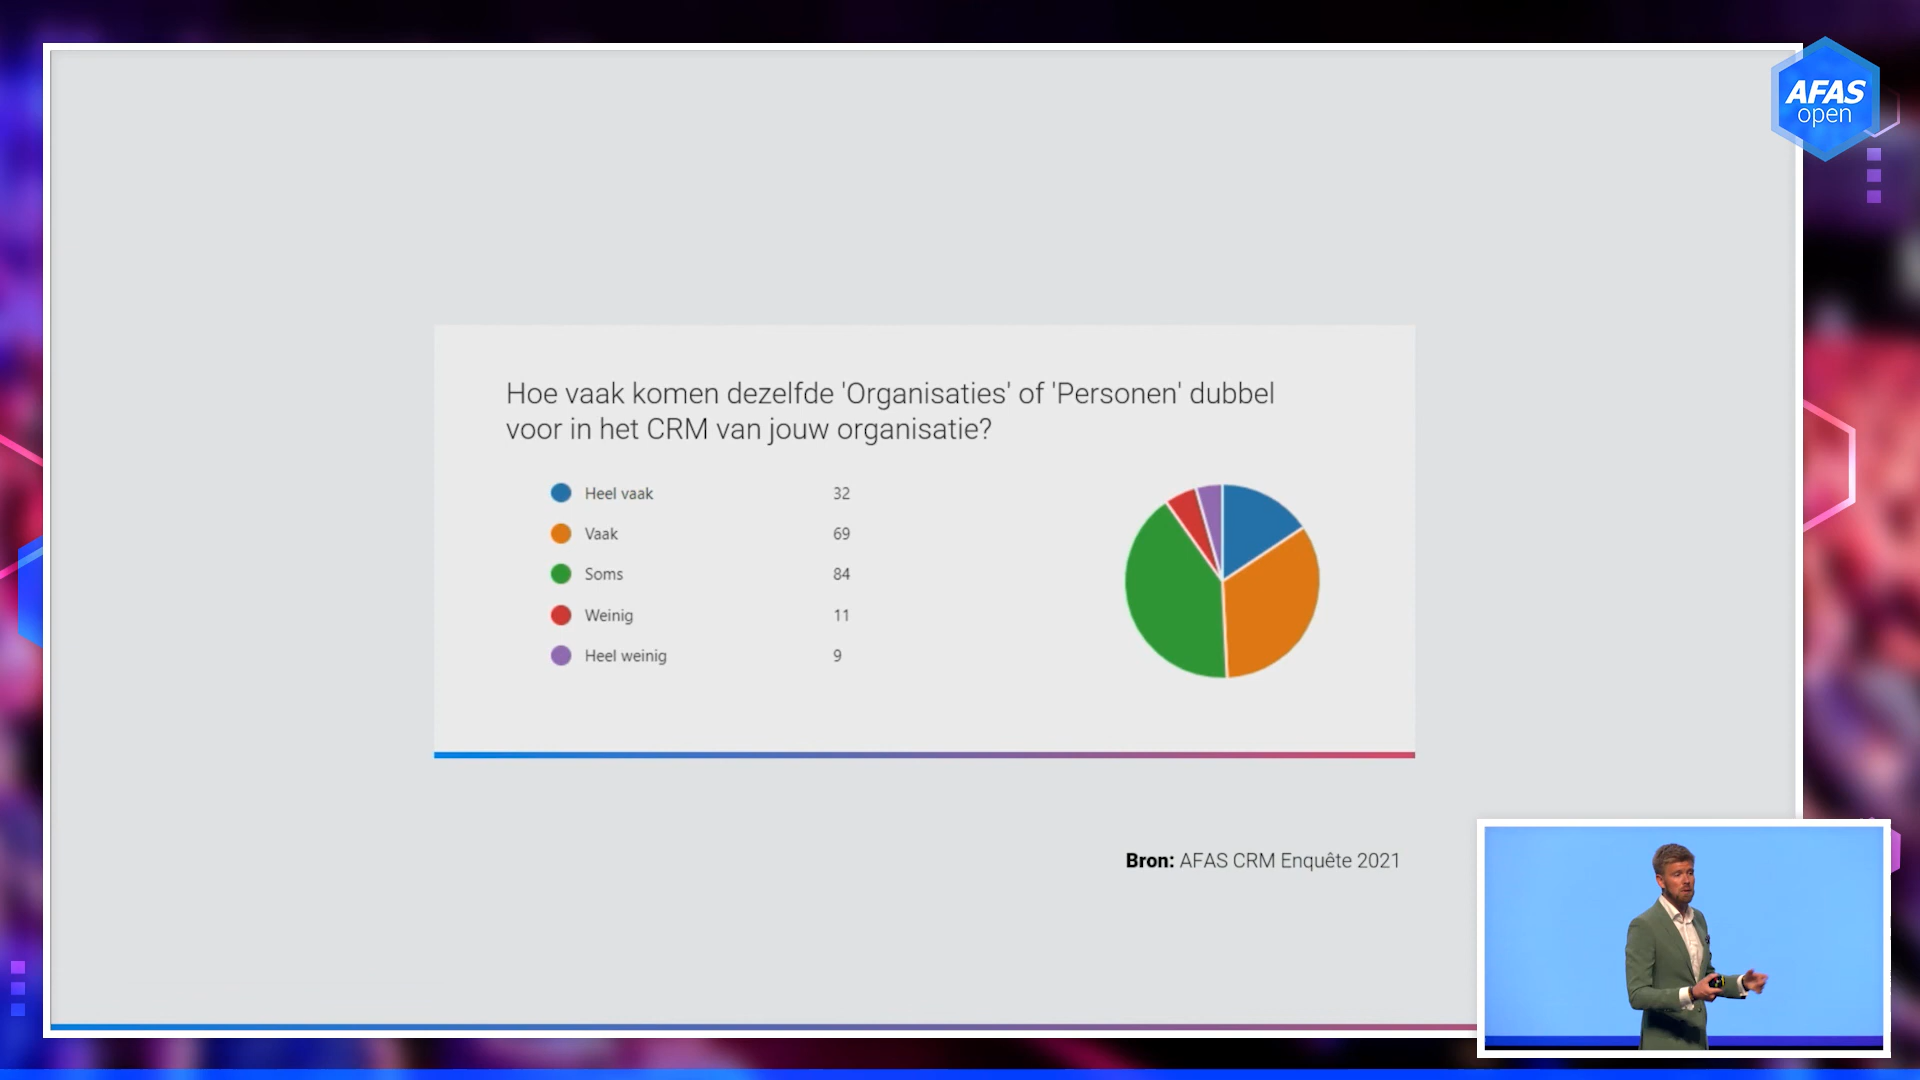 AFAS
open
Hoe vaak komen dezelfde 'Organisaties' of 'Personen' dubbel
voor in het CRM van jouw organisatie?
Heel vaak 32
Vaak 69
Soms 84
Weinig 11
Heel weinig 9
Bron: AFAS CRM Enquête 2021